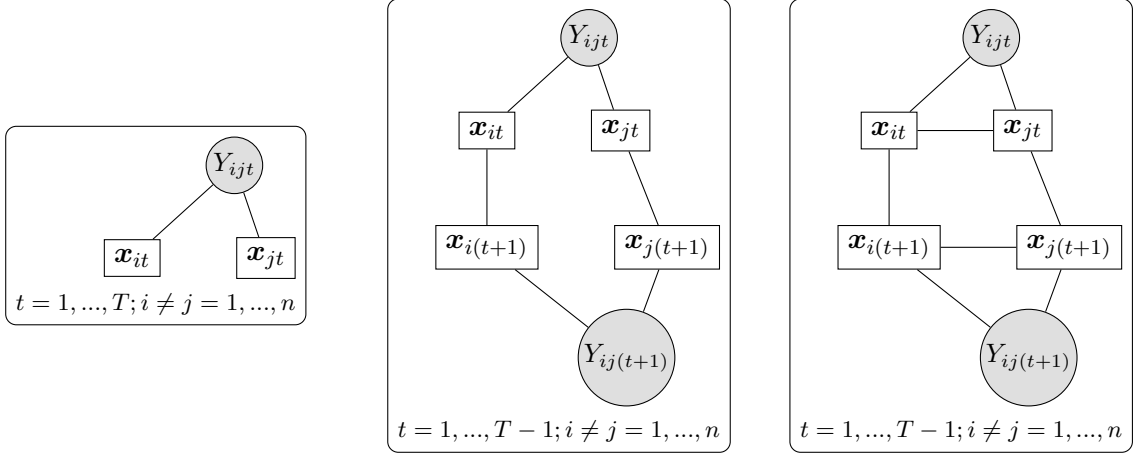 Y_{ijt}
x_{it} x_{jt}
t = 1, ..., T; i ≠ j = 1, ..., n
Y_{ijt}
x_{it} x_{jt}
x_{i(t+1)} x_{j(t+1)}
Y_{ij(t+1)}
t = 1, ..., T − 1; i ≠ j = 1, ..., n
Y_{ijt}
x_{it} x_{jt}
x_{i(t+1)} x_{j(t+1)}
Y_{ij(t+1)}
t = 1, ..., T − 1; i ≠ j = 1, ..., n